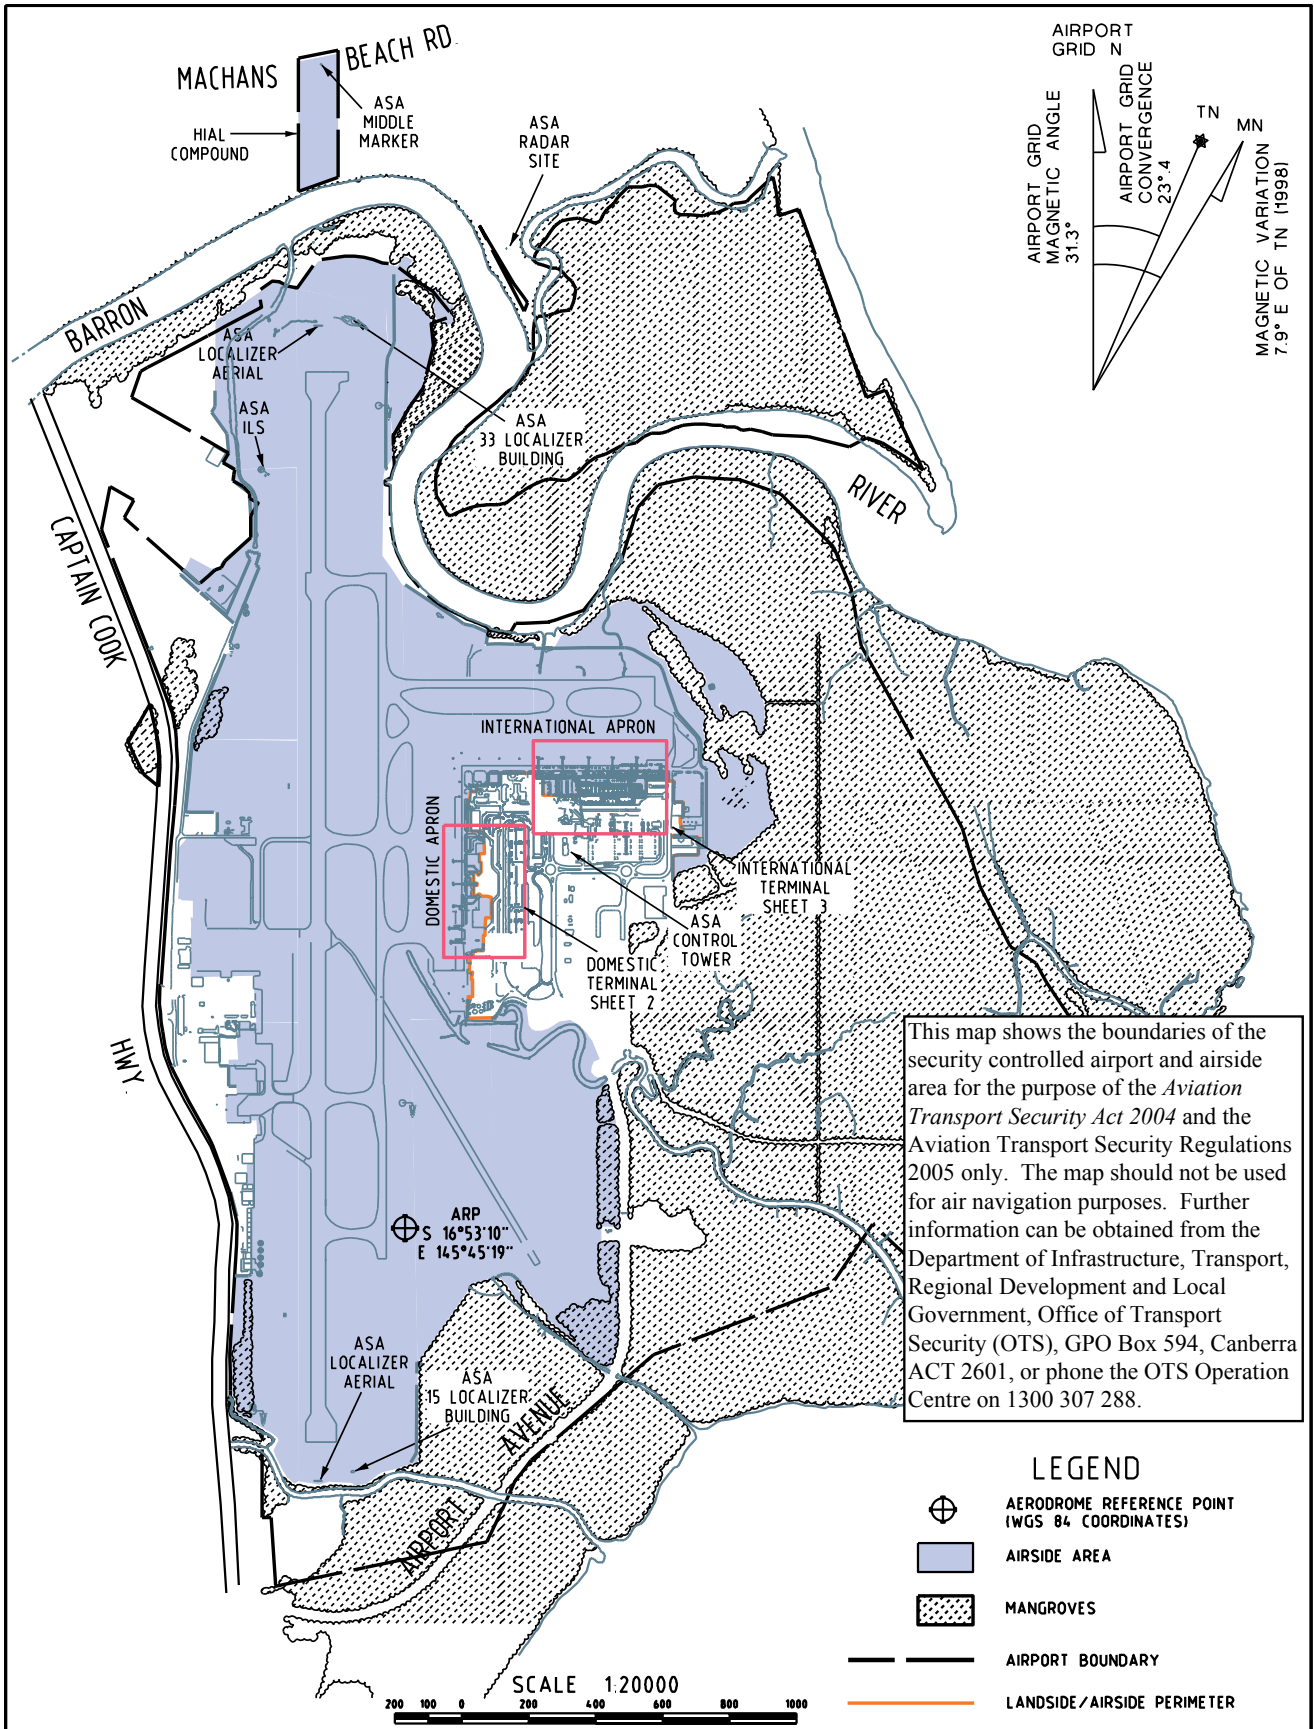 MACHANS
BEACH RD.
ASA
MIDDLE
MARKER
HIAL
COMPOUND
ASA
RADAR
SITE
AIRPORT
GRID N
AIRPORT GRID
MAGNETIC ANGLE
31.3°
AIRPORT GRID
CONVERGENCE
23°.4
TN
MN
MAGNETIC VARIATION
7.9° E OF TN (1998)
BARRON
ASA
LOCALIZER
AERIAL
ASA
ILS
ASA
33 LOCALIZER
BUILDING
RIVER
CAPTAIN COOK
INTERNATIONAL APRON
DOMESTIC APRON
INTERNATIONAL
TERMINAL
SHEET 3
ASA
CONTROL
TOWER
DOMESTIC
TERMINAL
SHEET 2
HWY
This map shows the boundaries of the
security controlled airport and airside
area for the purpose of the Aviation
Transport Security Act 2004 and the
Aviation Transport Security Regulations
2005 only. The map should not be used
for air navigation purposes. Further
information can be obtained from the
Department of Infrastructure, Transport,
Regional Development and Local
Government, Office of Transport
Security (OTS), GPO Box 594, Canberra
ACT 2601, or phone the OTS Operation
Centre on 1300 307 288.
ARP
S 16°53'10"
E 145°45'19"
ASA
LOCALIZER
AERIAL
ASA
15 LOCALIZER
BUILDING
AIRPORT AVENUE
LEGEND
AERODROME REFERENCE POINT
(WGS 84 COORDINATES)
AIRSIDE AREA
MANGROVES
AIRPORT BOUNDARY
LANDSIDE/AIRSIDE PERIMETER
SCALE 1:20000
200 100 0 200 400 600 800 1000